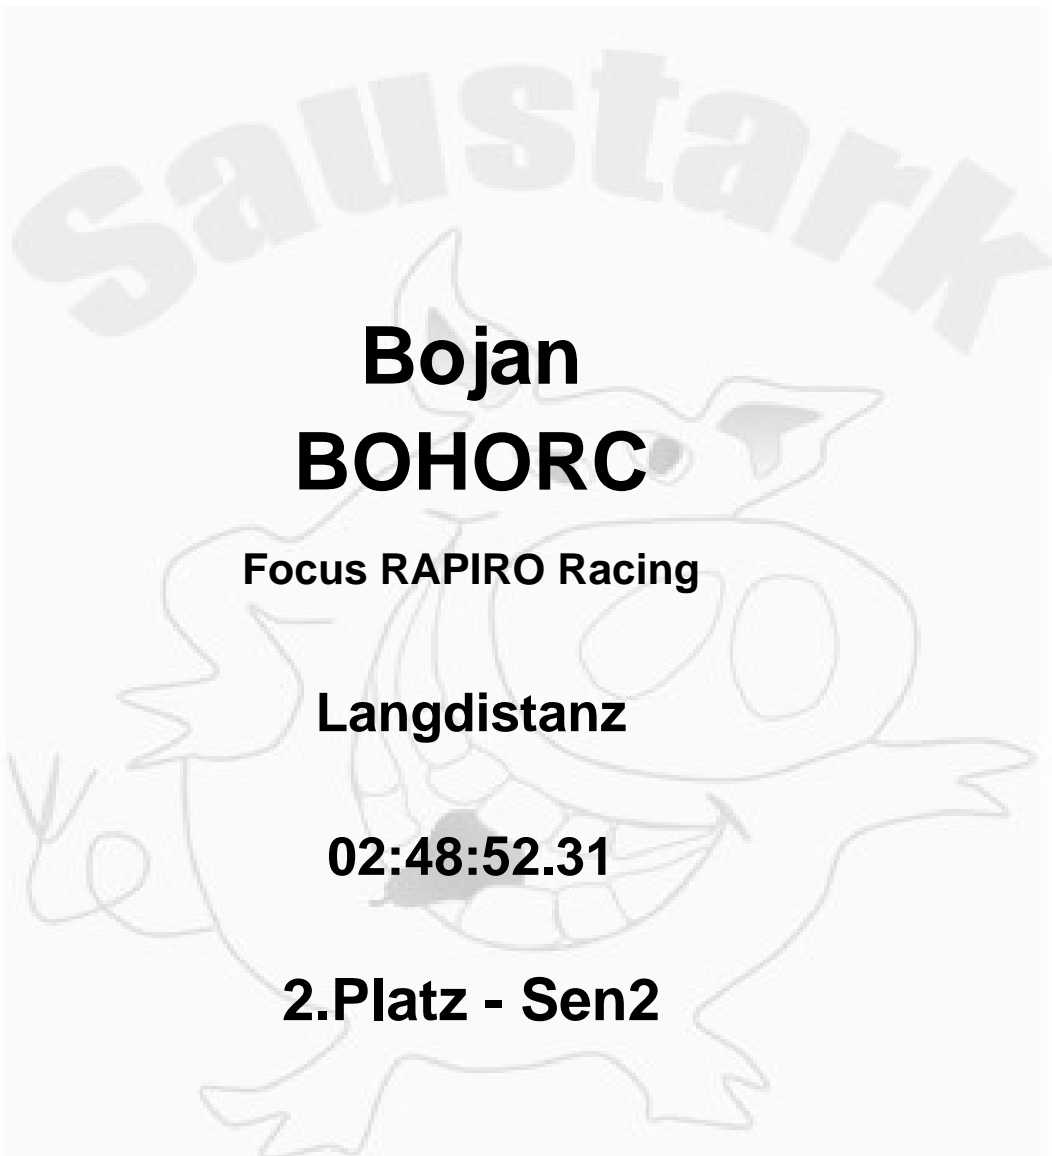 Saustark
Bojan
BOHORC
Focus RAPIRO Racing
Langdistanz
02:48:52.31
2.Platz - Sen2